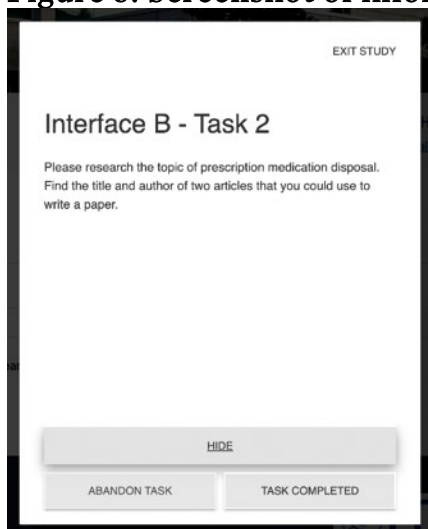 EXIT STUDY
Interface B - Task 2
Please research the topic of prescription medication disposal.
Find the title and author of two articles that you could use to
write a paper.
HIDE
ABANDON TASK
TASK COMPLETED